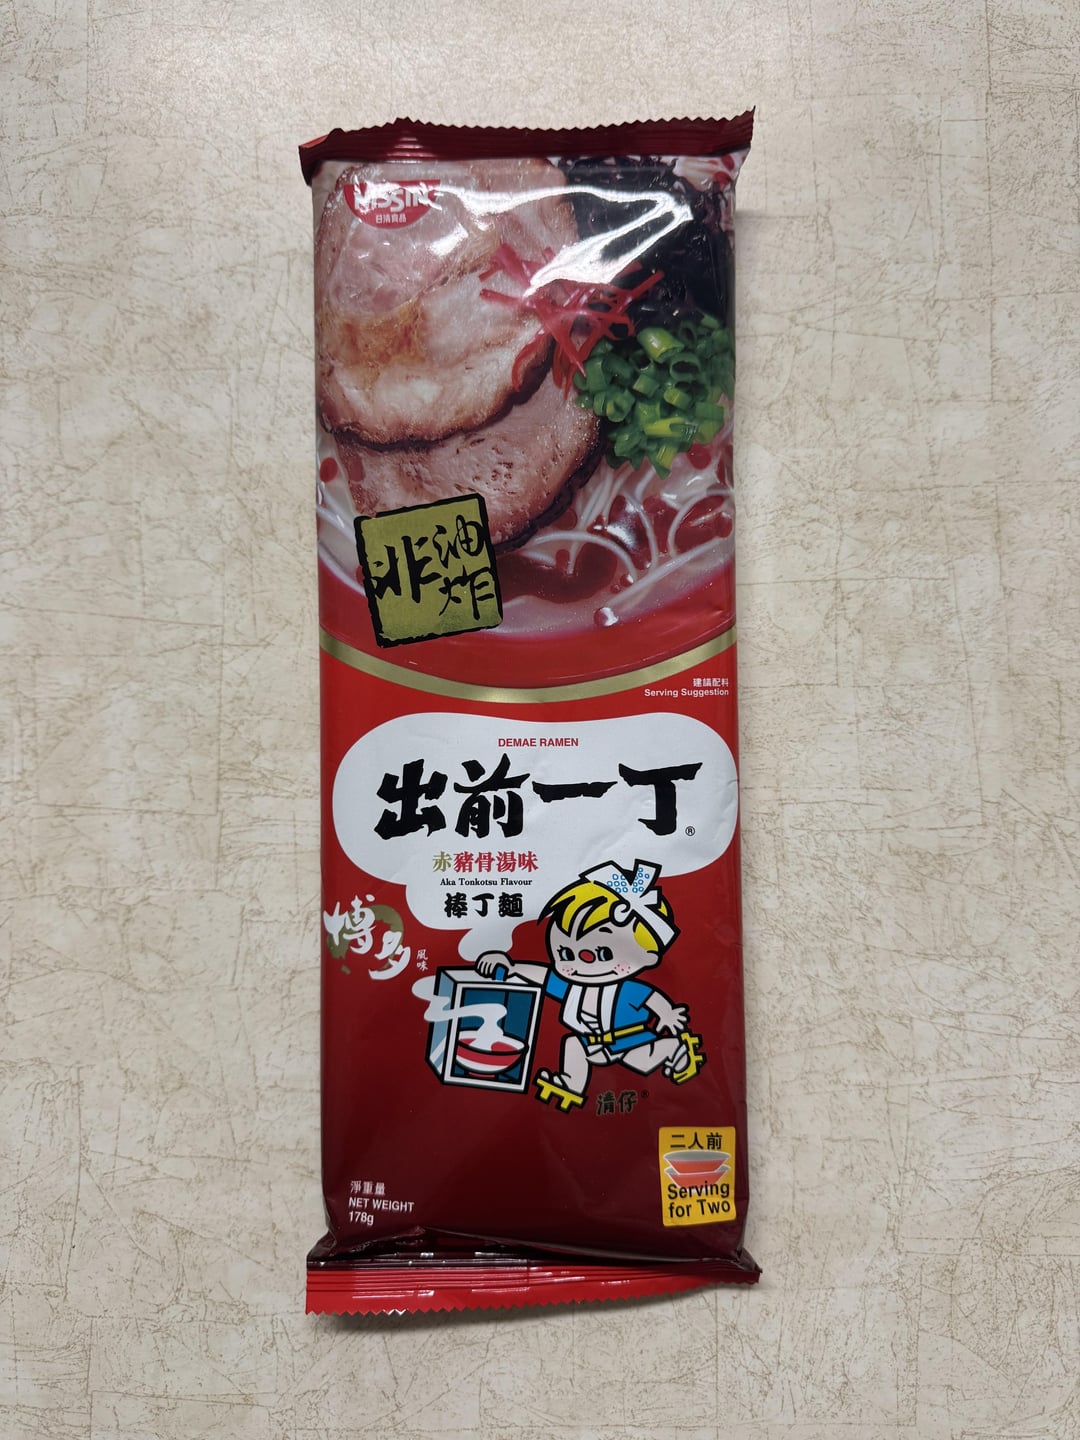 NISSIN
日清食品
非油炸
建議配料
Serving Suggestion
DEMAE RAMEN
出前一丁®
赤豬骨湯味
Aka Tonkotsu Flavour
棒丁麵
博多
風味
清仔®
二人前
Serving
for Two
淨重量
NET WEIGHT
178g